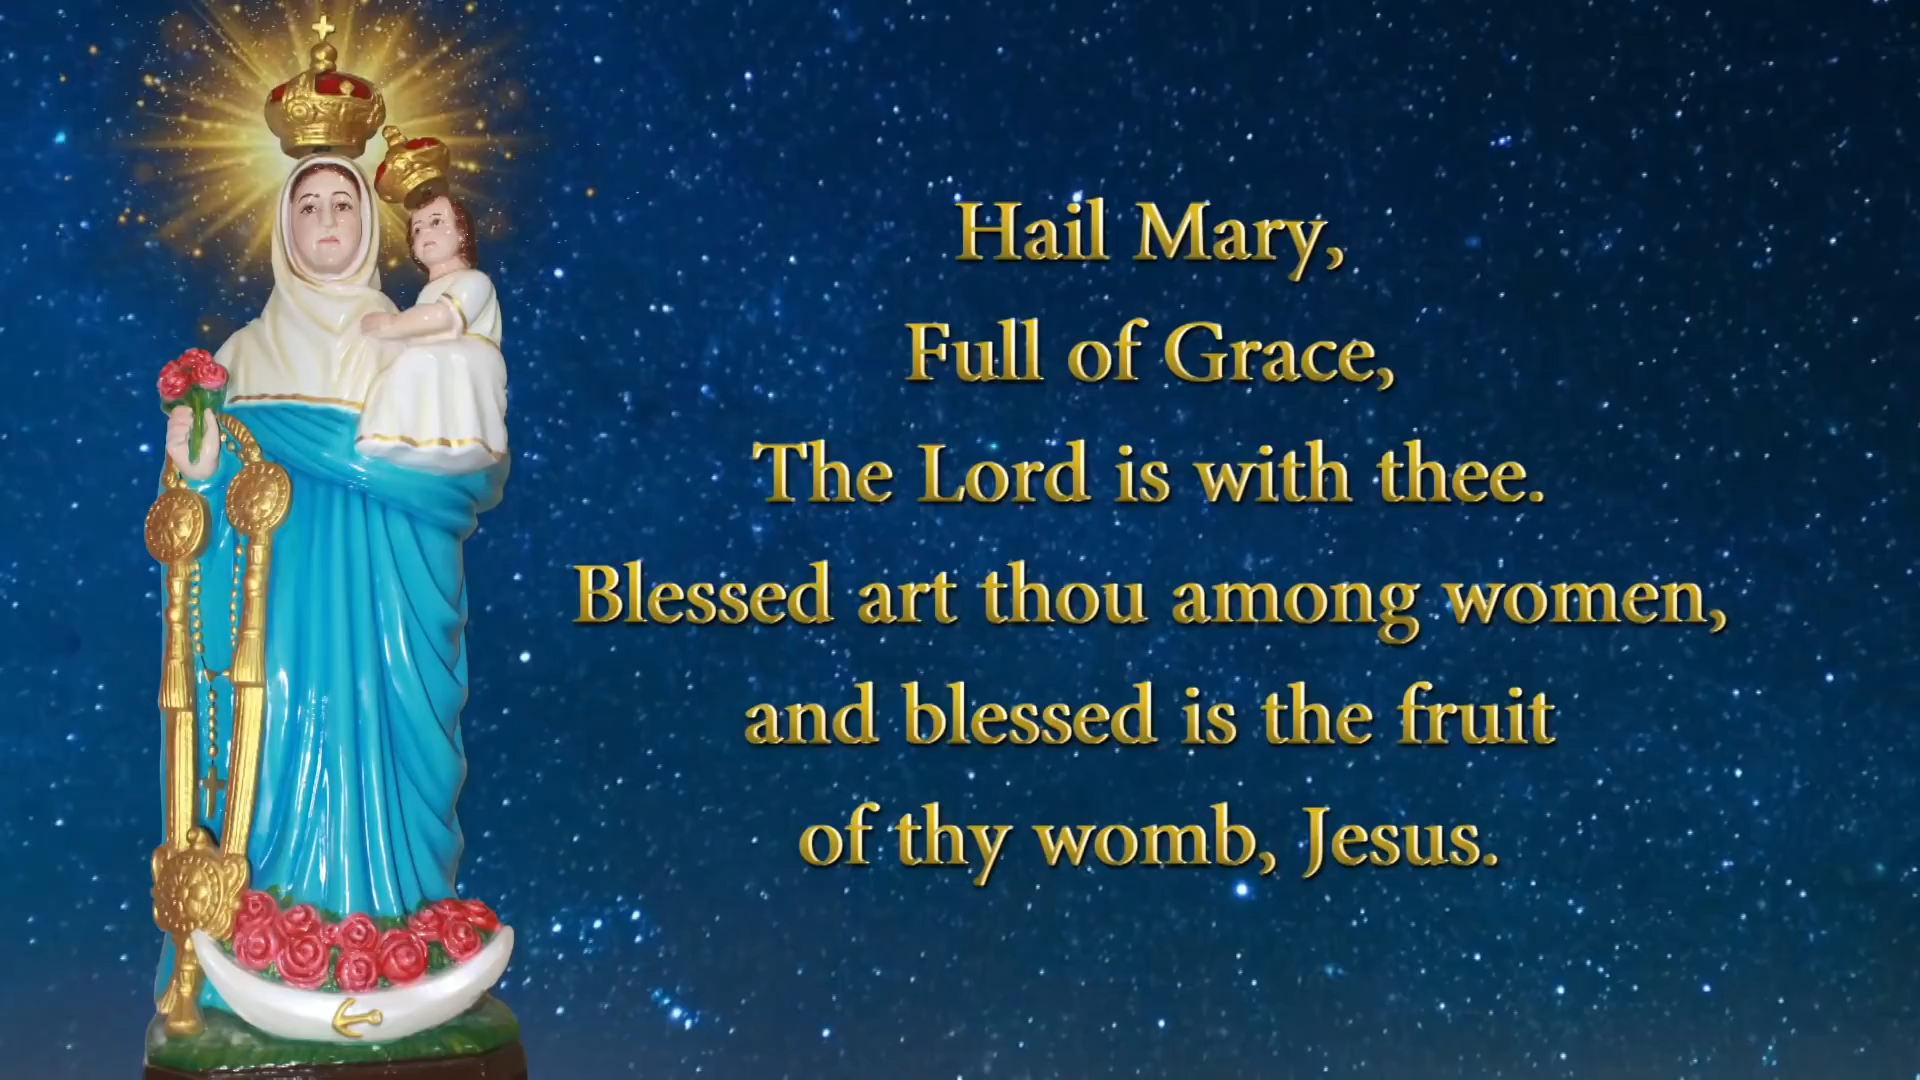 Hail Mary,
Full of Grace,
The Lord is with thee.
Blessed art thou among women,
and blessed is the fruit
of thy womb, Jesus.